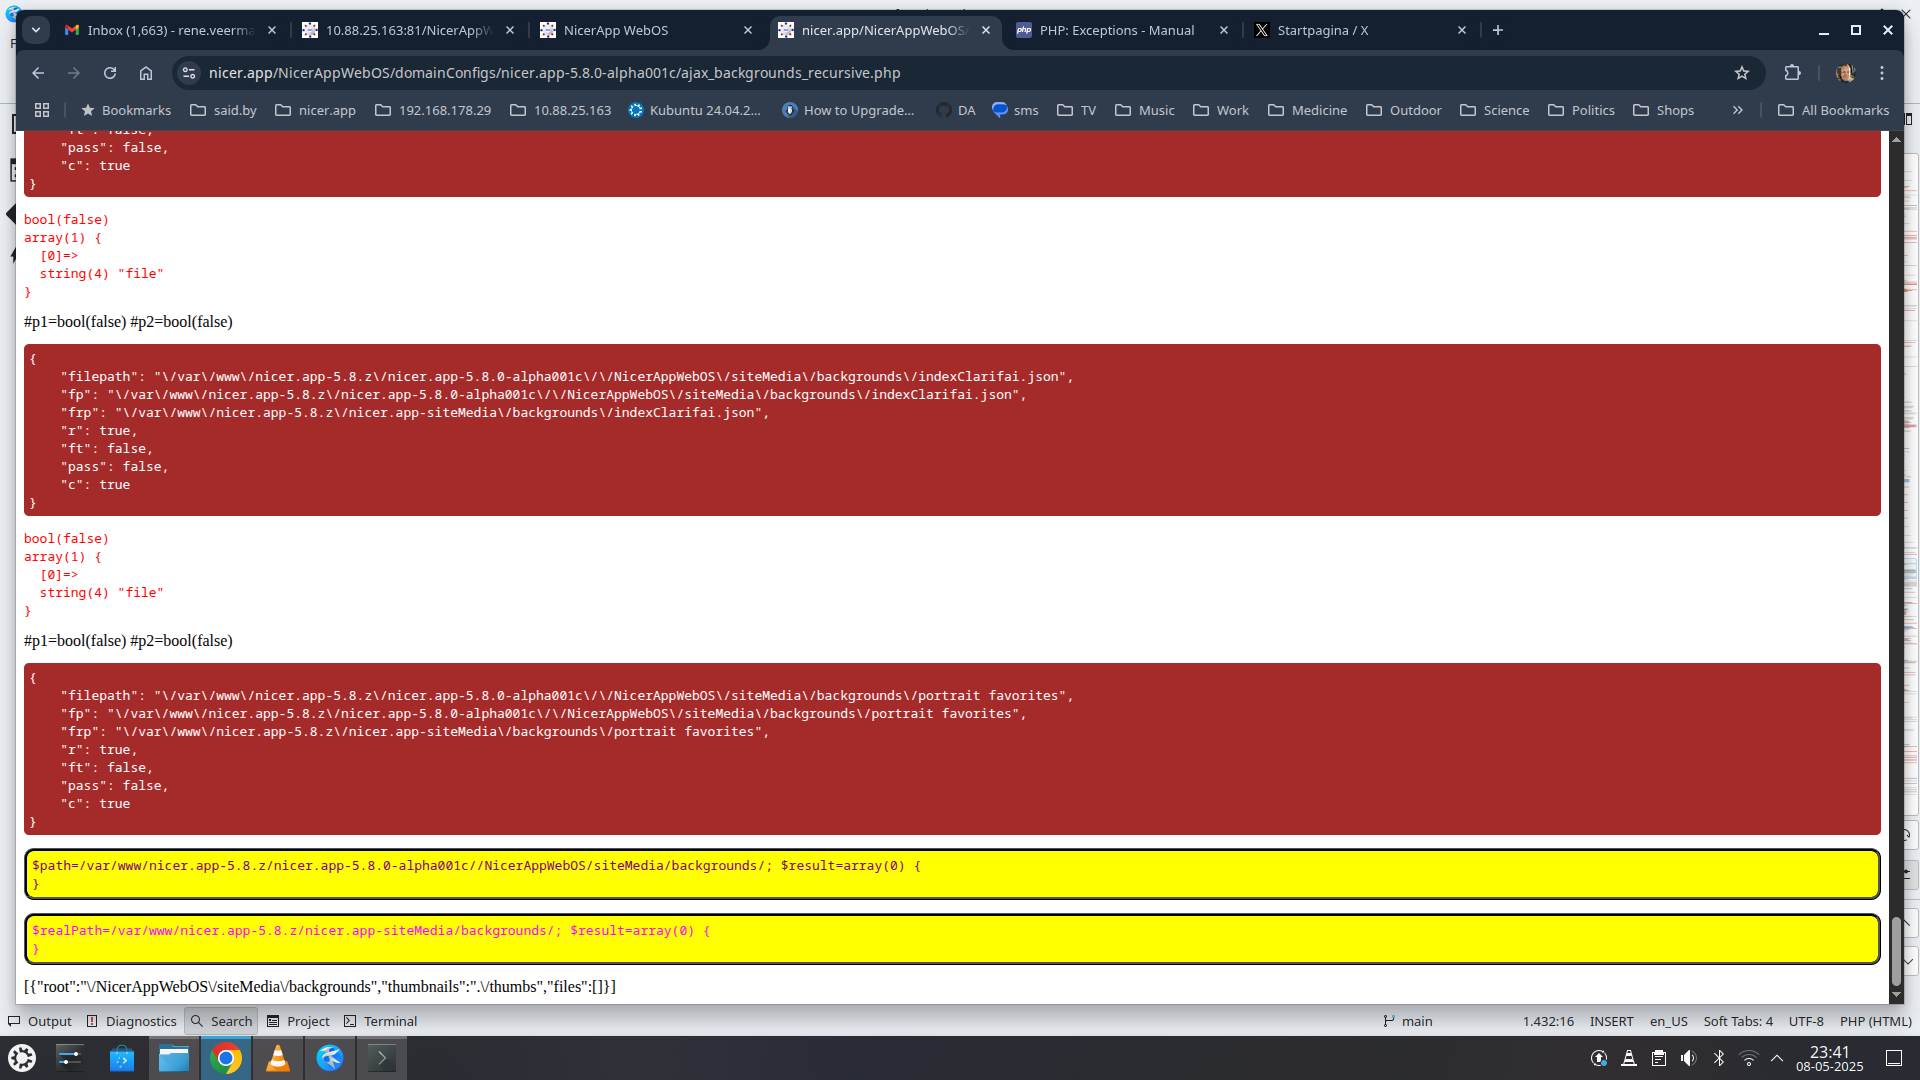 Inbox (1,663) - rene.veerma
10.88.25.163:81/NicerAppW
NicerApp WebOS
nicer.app/NicerAppWebOS/
PHP: Exceptions - Manual
Startpagina / X
nicer.app/NicerAppWebOS/domainConfigs/nicer.app-5.8.0-alpha001c/ajax_backgrounds_recursive.php
Bookmarks
said.by
nicer.app
192.168.178.29
10.88.25.163
Kubuntu 24.04.2...
How to Upgrade...
DA
sms
TV
Music
Work
Medicine
Outdoor
Science
Politics
Shops
»
All Bookmarks
"ft": false,
"pass": false,
"c": true
}
bool(false)
array(1) {
[0]=>
string(4) "file"
}
#p1=bool(false) #p2=bool(false)
{
"filepath": "\/var\/www\/nicer.app-5.8.z\/nicer.app-5.8.0-alpha001c\/\/NicerAppWebOS\/siteMedia\/backgrounds\/indexClarifai.json",
"fp": "\/var\/www\/nicer.app-5.8.z\/nicer.app-5.8.0-alpha001c\/\/NicerAppWebOS\/siteMedia\/backgrounds\/indexClarifai.json",
"frp": "\/var\/www\/nicer.app-5.8.z\/nicer.app-siteMedia\/backgrounds\/indexClarifai.json",
"r": true,
"ft": false,
"pass": false,
"c": true
}
bool(false)
array(1) {
[0]=>
string(4) "file"
}
#p1=bool(false) #p2=bool(false)
{
"filepath": "\/var\/www\/nicer.app-5.8.z\/nicer.app-5.8.0-alpha001c\/\/NicerAppWebOS\/siteMedia\/backgrounds\/portrait favorites",
"fp": "\/var\/www\/nicer.app-5.8.z\/nicer.app-5.8.0-alpha001c\/\/NicerAppWebOS\/siteMedia\/backgrounds\/portrait favorites",
"frp": "\/var\/www\/nicer.app-5.8.z\/nicer.app-siteMedia\/backgrounds\/portrait favorites",
"r": true,
"ft": false,
"pass": false,
"c": true
}
$path=/var/www/nicer.app-5.8.z/nicer.app-5.8.0-alpha001c//NicerAppWebOS/siteMedia/backgrounds/; $result=array(0) {
}
$realPath=/var/www/nicer.app-5.8.z/nicer.app-siteMedia/backgrounds/; $result=array(0) {
}
[{"root":"\/NicerAppWebOS\/siteMedia\/backgrounds","thumbnails":".\/thumbs","files":[]}]
Output
Diagnostics
Search
Project
Terminal
main
1.432:16
INSERT
en_US
Soft Tabs: 4
UTF-8
PHP (HTML)
23:41
08-05-2025